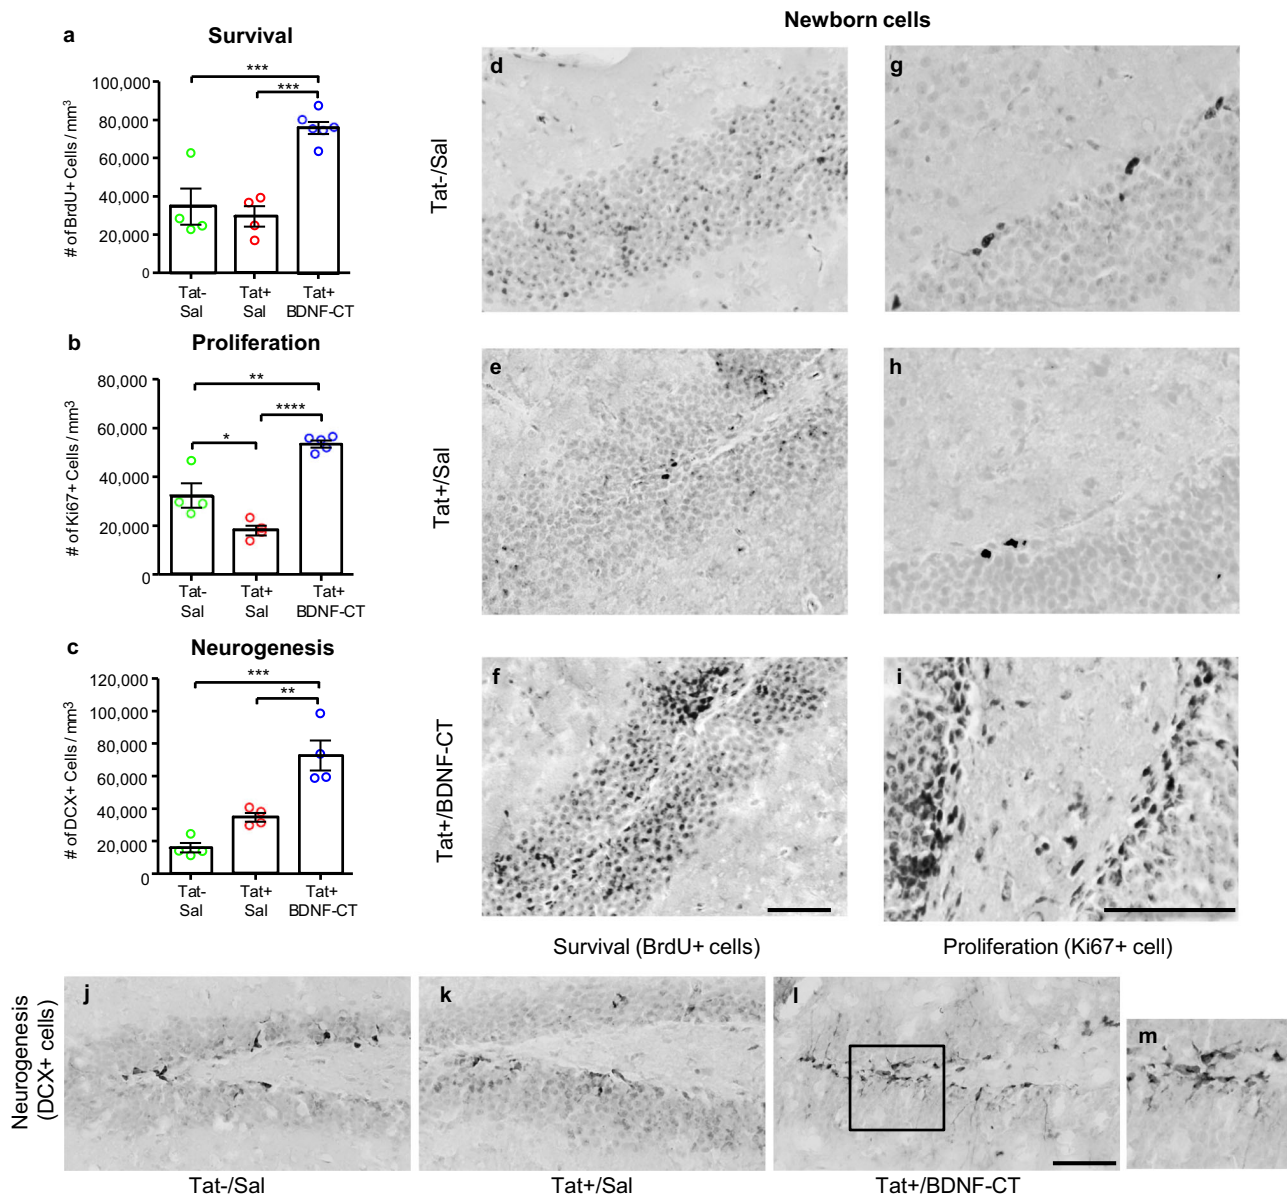 Newborn cells
a
Survival
***
***
100,000
80,000
60,000
40,000
20,000
0
# of BrdU+ Cells / mm3
Tat-
Sal
Tat+
Sal
Tat+
BDNF-CT
b
Proliferation
**
****
*
80,000
60,000
40,000
20,000
0
# of Ki67+ Cells / mm3
Tat-
Sal
Tat+
Sal
Tat+
BDNF-CT
c
Neurogenesis
***
**
120,000
100,000
80,000
60,000
40,000
20,000
0
# of DCX+ Cells / mm3
Tat-
Sal
Tat+
Sal
Tat+
BDNF-CT
Tat-/Sal
d
g
Tat+/Sal
e
h
Tat+/BDNF-CT
f
i
Survival (BrdU+ cells)
Proliferation (Ki67+ cell)
Neurogenesis
(DCX+ cells)
j
k
l
m
Tat-/Sal
Tat+/Sal
Tat+/BDNF-CT